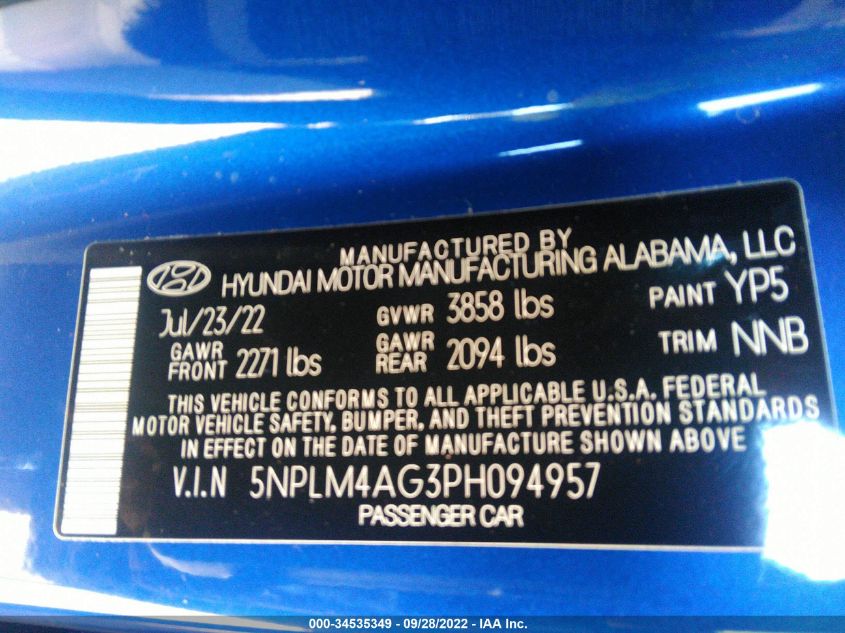 MANUFACTURED BY
HYUNDAI MOTOR MANUFACTURING ALABAMA, LLC
Jul/23/22 GVWR 3858 lbs PAINT YP5
GAWR FRONT 2271 lbs GAWR REAR 2094 lbs TRIM NNB
THIS VEHICLE CONFORMS TO ALL APPLICABLE U.S.A. FEDERAL
MOTOR VEHICLE SAFETY, BUMPER, AND THEFT PREVENTION STANDARDS
IN EFFECT ON THE DATE OF MANUFACTURE SHOWN ABOVE
V.I.N 5NPLM4AG3PH094957
PASSENGER CAR
000-34535349 - 09/28/2022 - IAA Inc.